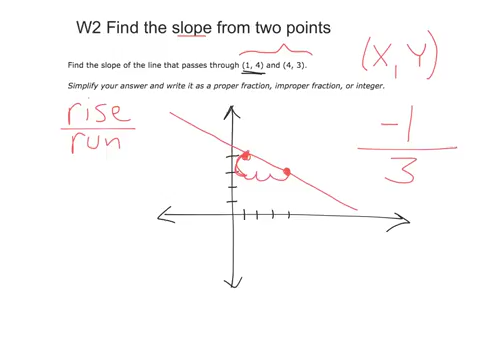 W2 Find the slope from two points
Find the slope of the line that passes through (1, 4) and (4, 3).
(X, Y)
Simplify your answer and write it as a proper fraction, improper fraction, or integer.
rise
run
-1
3